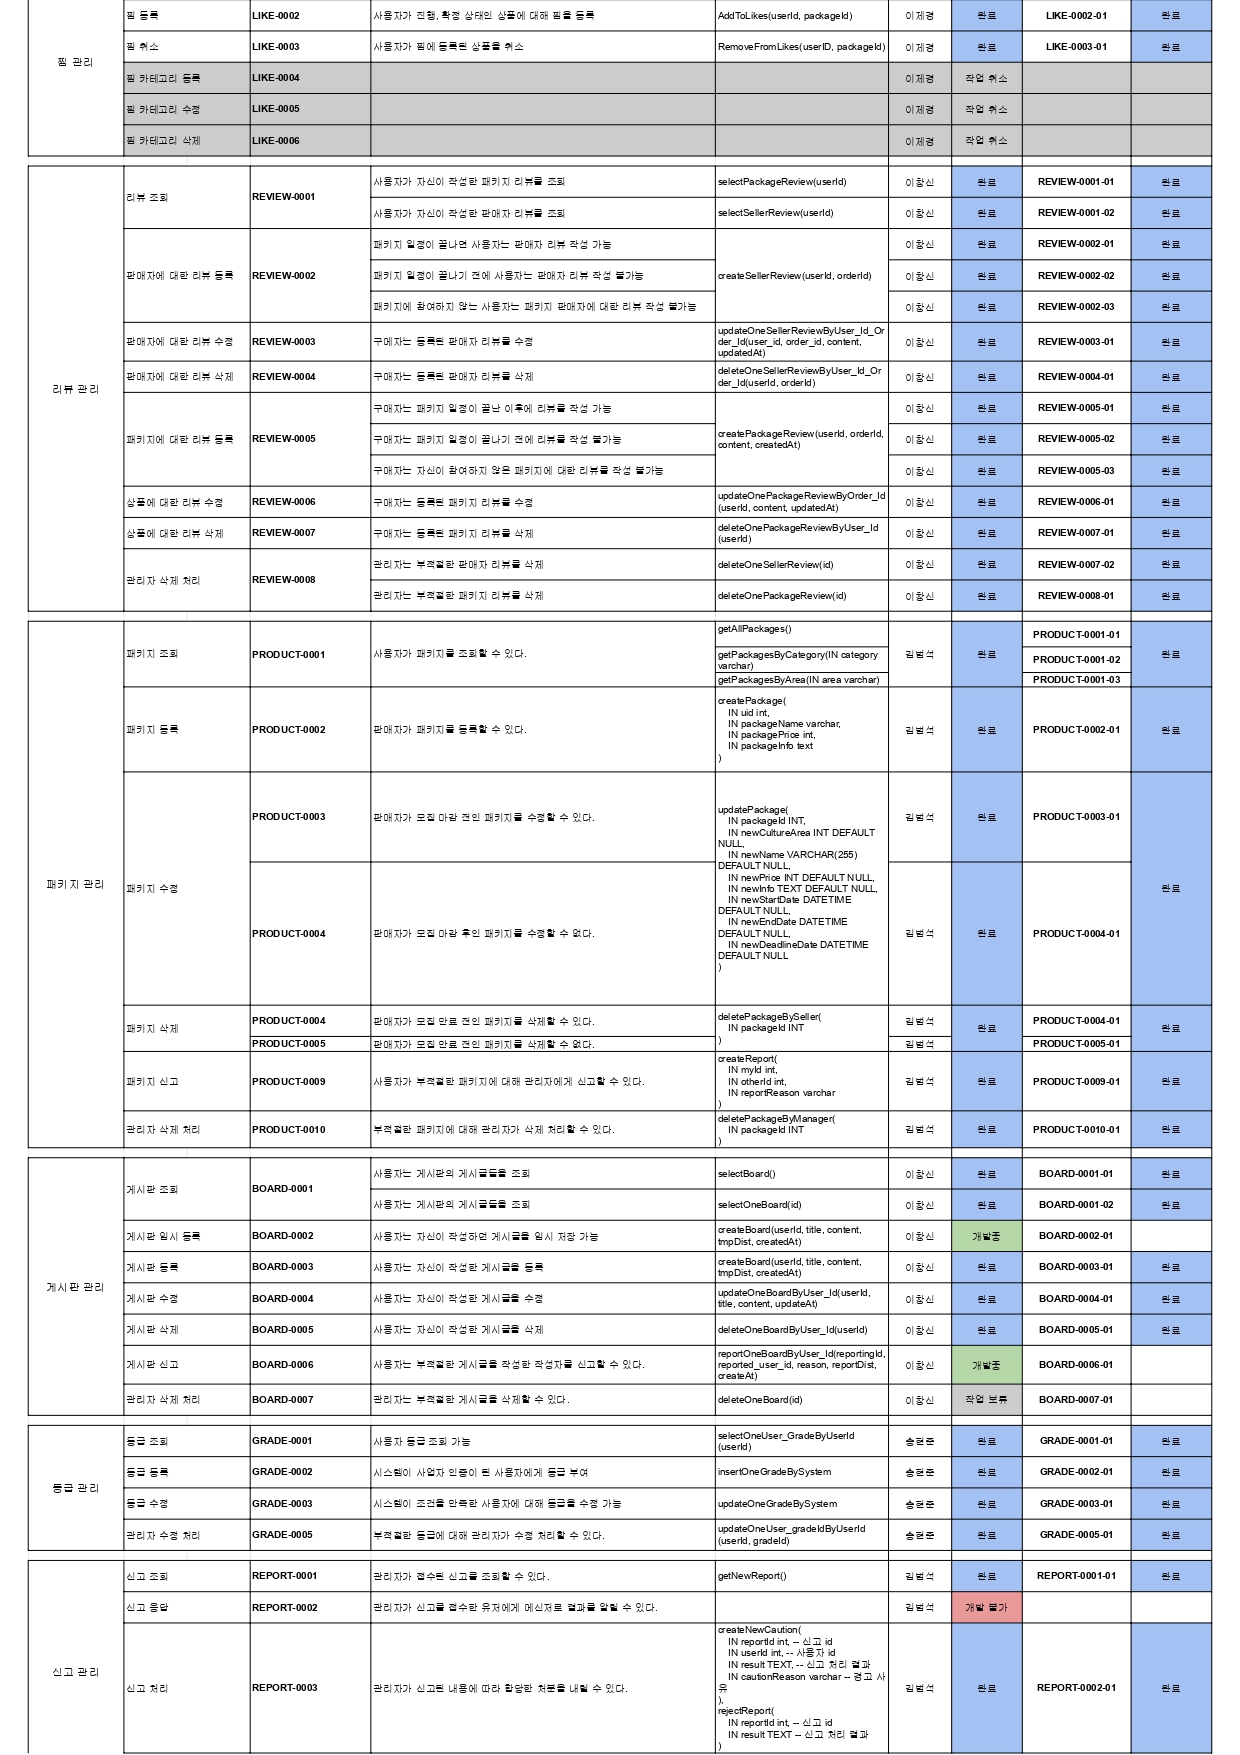 찜 관리
찜 등록 LIKE-0002 사용자가 진행, 확정 상태인 상품에 대해 찜을 등록 AddToLikes(userId, packageId) 이제경 완료 LIKE-0002-01 완료
찜 취소 LIKE-0003 사용자가 찜에 등록된 상품을 취소 RemoveFromLikes(userID, packageId) 이제경 완료 LIKE-0003-01 완료
찜 카테고리 등록 LIKE-0004 이제경 작업 취소
찜 카테고리 수정 LIKE-0005 이제경 작업 취소
찜 카테고리 삭제 LIKE-0006 이제경 작업 취소
리뷰 관리
리뷰 조회 REVIEW-0001 사용자가 자신이 작성한 패키지 리뷰를 조회 selectPackageReview(userId) 이창신 완료 REVIEW-0001-01 완료
사용자가 자신이 작성한 판매자 리뷰를 조회 selectSellerReview(userId) 이창신 완료 REVIEW-0001-02 완료
판매자에 대한 리뷰 등록 REVIEW-0002 패키지 일정이 끝나면 사용자는 판매자 리뷰 작성 가능 createSellerReview(userId, orderId) 이창신 완료 REVIEW-0002-01 완료
패키지 일정이 끝나기 전에 사용자는 판매자 리뷰 작성 불가능 이창신 완료 REVIEW-0002-02 완료
패키지에 참여하지 않는 사용자는 패키지 판매자에 대한 리뷰 작성 불가능 이창신 완료 REVIEW-0002-03 완료
판매자에 대한 리뷰 수정 REVIEW-0003 구매자는 등록된 판매자 리뷰를 수정 이창신 완료 REVIEW-0003-01 완료
updateOneSellerReviewByUser_Id_Or
der_Id(user_id, order_id, content,
updatedAt)
판매자에 대한 리뷰 삭제 REVIEW-0004 구매자는 등록된 판매자 리뷰를 삭제 이창신 완료 REVIEW-0004-01 완료
deleteOneSellerReviewByUser_Id_Or
der_Id(userId, orderId)
패키지에 대한 리뷰 등록 REVIEW-0005 구매자는 패키지 일정이 끝난 이후에 리뷰를 작성 가능 이창신 완료 REVIEW-0005-01 완료
구매자는 패키지 일정이 끝나기 전에 리뷰를 작성 불가능 이창신 완료 REVIEW-0005-02 완료
구매자는 자신이 참여하지 않은 패키지에 대한 리뷰를 작성 불가능 이창신 완료 REVIEW-0005-03 완료
createPackageReview(userId, orderId,
content, createdAt)
상품에 대한 리뷰 수정 REVIEW-0006 구매자는 등록된 패키지 리뷰를 수정 이창신 완료 REVIEW-0006-01 완료
updateOnePackageReviewByOrder_Id
(userId, content, updatedAt)
상품에 대한 리뷰 삭제 REVIEW-0007 구매자는 등록된 패키지 리뷰를 삭제 이창신 완료 REVIEW-0007-01 완료
deleteOnePackageReviewByUser_Id
(userId)
관리자 삭제 처리 REVIEW-0008 관리자는 부적절한 판매자 리뷰를 삭제 deleteOneSellerReview(id) 이창신 완료 REVIEW-0007-02 완료
관리자는 부적절한 패키지 리뷰를 삭제 deleteOnePackageReview(id) 이창신 완료 REVIEW-0008-01 완료
패키지 관리
패키지 조회 PRODUCT-0001 사용자가 패키지를 조회할 수 있다. 김범석 완료 완료
getAllPackages() PRODUCT-0001-01
getPackagesByCategory(IN category
varchar) PRODUCT-0001-02
getPackagesByArea(IN area varchar) PRODUCT-0001-03
패키지 등록 PRODUCT-0002 판매자가 패키지를 등록할 수 있다. 김범석 완료 PRODUCT-0002-01 완료
createPackage(
IN uid int,
IN packageName varchar,
IN packagePrice int,
IN packageInfo text
)
패키지 수정 PRODUCT-0003 판매자가 모집 마감 전인 패키지를 수정할 수 있다. 김범석 완료 PRODUCT-0003-01 완료
PRODUCT-0004 판매자가 모집 마감 후인 패키지를 수정할 수 없다. 김범석 완료 PRODUCT-0004-01
updatePackage(
IN packageId INT,
IN newCultureArea INT DEFAULT
NULL,
IN newName VARCHAR(255)
DEFAULT NULL,
IN newPrice INT DEFAULT NULL,
IN newInfo TEXT DEFAULT NULL,
IN newStartDate DATETIME
DEFAULT NULL,
IN newEndDate DATETIME
DEFAULT NULL,
IN newDeadlineDate DATETIME
DEFAULT NULL
)
패키지 삭제 PRODUCT-0004 판매자가 모집 만료 전인 패키지를 삭제할 수 있다. 김범석 완료 PRODUCT-0004-01 완료
PRODUCT-0005 판매자가 모집 만료 전인 패키지를 삭제할 수 없다. 김범석 PRODUCT-0005-01
deletePackageBySeller(
IN packageId INT
)
패키지 신고 PRODUCT-0009 사용자가 부적절한 패키지에 대해 관리자에게 신고할 수 있다. 김범석 완료 PRODUCT-0009-01 완료
createReport(
IN myId int,
IN otherId int,
IN reportReason varchar
)
관리자 삭제 처리 PRODUCT-0010 부적절한 패키지에 대해 관리자가 삭제 처리할 수 있다. 김범석 완료 PRODUCT-0010-01 완료
deletePackageByManager(
IN packageId INT
)
게시판 관리
게시판 조회 BOARD-0001 사용자는 게시판의 게시글들을 조회 selectBoard() 이창신 완료 BOARD-0001-01 완료
사용자는 게시판의 게시글들을 조회 selectOneBoard(id) 이창신 완료 BOARD-0001-02 완료
게시판 임시 등록 BOARD-0002 사용자는 자신이 작성하던 게시글을 임시 저장 가능 이창신 개발중 BOARD-0002-01
createBoard(userId, title, content,
tmpDist, createdAt)
게시판 등록 BOARD-0003 사용자는 자신이 작성한 게시글을 등록 이창신 완료 BOARD-0003-01 완료
createBoard(userId, title, content,
tmpDist, createdAt)
게시판 수정 BOARD-0004 사용자는 자신이 작성한 게시글을 수정 이창신 완료 BOARD-0004-01 완료
updateOneBoardByUser_Id(userId,
title, content, updateAt)
게시판 삭제 BOARD-0005 사용자는 자신이 작성한 게시글을 삭제 deleteOneBoardByUser_Id(userId) 이창신 완료 BOARD-0005-01 완료
게시판 신고 BOARD-0006 사용자는 부적절한 게시글을 작성한 작성자를 신고할 수 있다. 이창신 개발중 BOARD-0006-01
reportOneBoardByUser_Id(reportingId,
reported_user_id, reason, reportDist,
createAt)
관리자 삭제 처리 BOARD-0007 관리자는 부적절한 게시글을 삭제할 수 있다. deleteOneBoard(id) 이창신 작업 보류 BOARD-0007-01
등급 관리
등급 조회 GRADE-0001 사용자 등급 조회 가능 송현준 완료 GRADE-0001-01 완료
selectOneUser_GradeByUserId
(userId)
등급 등록 GRADE-0002 시스템이 사업자 인증이 된 사용자에게 등급 부여 insertOneGradeBySystem 송현준 완료 GRADE-0002-01 완료
등급 수정 GRADE-0003 시스템이 조건을 만족한 사용자에 대해 등급을 수정 가능 updateOneGradeBySystem 송현준 완료 GRADE-0003-01 완료
관리자 수정 처리 GRADE-0005 부적절한 등급에 대해 관리자가 수정 처리할 수 있다. 송현준 완료 GRADE-0005-01 완료
updateOneUser_gradeIdByUserId
(userId, gradeId)
신고 관리
신고 조회 REPORT-0001 관리자가 접수된 신고를 조회할 수 있다. getNewReport() 김범석 완료 REPORT-0001-01 완료
신고 응답 REPORT-0002 관리자가 신고를 접수한 유저에게 메신저로 결과를 알릴 수 있다. 김범석 개발 불가
신고 처리 REPORT-0003 관리자가 신고된 내용에 따라 합당한 처분을 내릴 수 있다. 김범석 완료 REPORT-0002-01 완료
createNewCaution(
IN reportId int, -- 신고 id
IN userId int, -- 사용자 id
IN result TEXT, -- 신고 처리 결과
IN cautionReason varchar -- 경고 사
유
),
rejectReport(
IN reportId int, -- 신고 id
IN result TEXT -- 신고 처리 결과
)